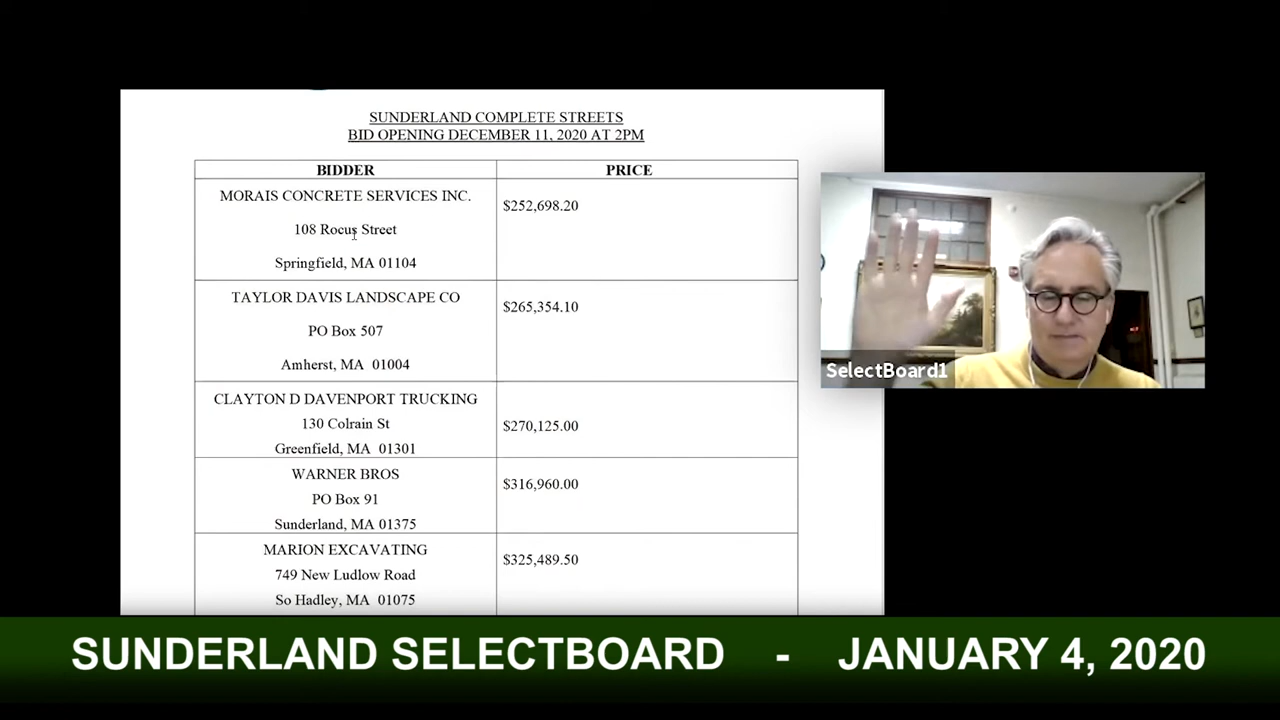 SUNDERLAND COMPLETE STREETS
BID OPENING DECEMBER 11, 2020 AT 2PM
BIDDER PRICE
MORAIS CONCRETE SERVICES INC.
$252,698.20
108 Rocus Street
Springfield, MA 01104
TAYLOR DAVIS LANDSCAPE CO
$265,354.10
PO Box 507
Amherst, MA 01004
CLAYTON D DAVENPORT TRUCKING
130 Colrain St
$270,125.00
Greenfield, MA 01301
WARNER BROS
$316,960.00
PO Box 91
Sunderland, MA 01375
MARION EXCAVATING
$325,489.50
749 New Ludlow Road
So Hadley, MA 01075
SelectBoard1
SUNDERLAND SELECTBOARD - JANUARY 4, 2020